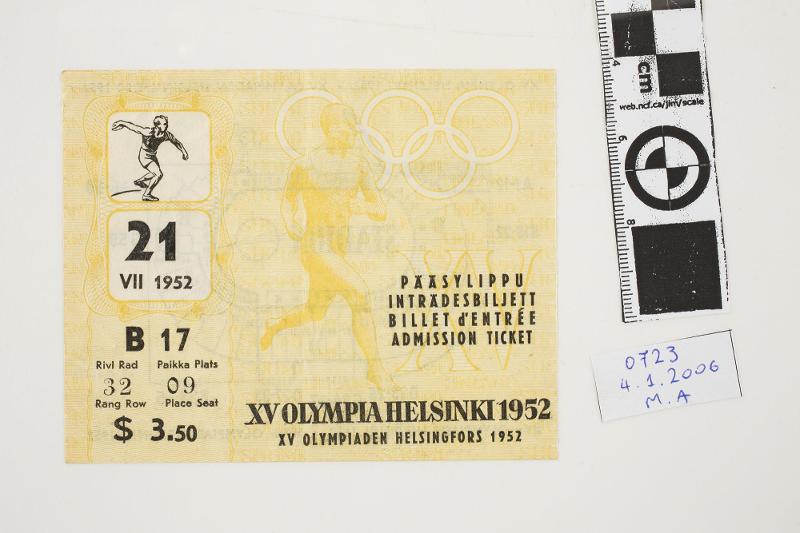 21
VII 1952
B 17
Rivi Rad Paikka Plats
32 09
Rang Row Place Seat
$ 3.50
PÄÄSYLIPPU
INTRÄDESBILJETT
BILLET d'ENTRÉE
ADMISSION TICKET
XV OLYMPIA HELSINKI 1952
XV OLYMPIADEN HELSINGFORS 1952
4
cm
web.ncf.ca/jim/scale
6
8
0723
4.1.2006
M.A